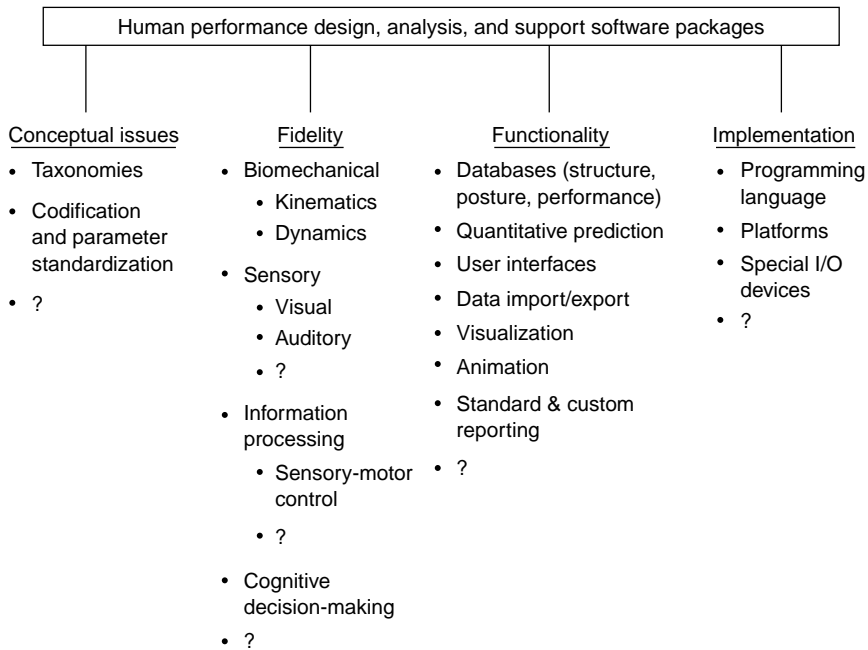 Human performance design, analysis, and support software packages
Conceptual issues
• Taxonomies
• Codification
and parameter
standardization
• ?
Fidelity
• Biomechanical
• Kinematics
• Dynamics
• Sensory
• Visual
• Auditory
• ?
• Information
processing
• Sensory-motor
control
• ?
• Cognitive
decision-making
• ?
Functionality
• Databases (structure,
posture, performance)
• Quantitative prediction
• User interfaces
• Data import/export
• Visualization
• Animation
• Standard & custom
reporting
• ?
Implementation
• Programming
language
• Platforms
• Special I/O
devices
• ?